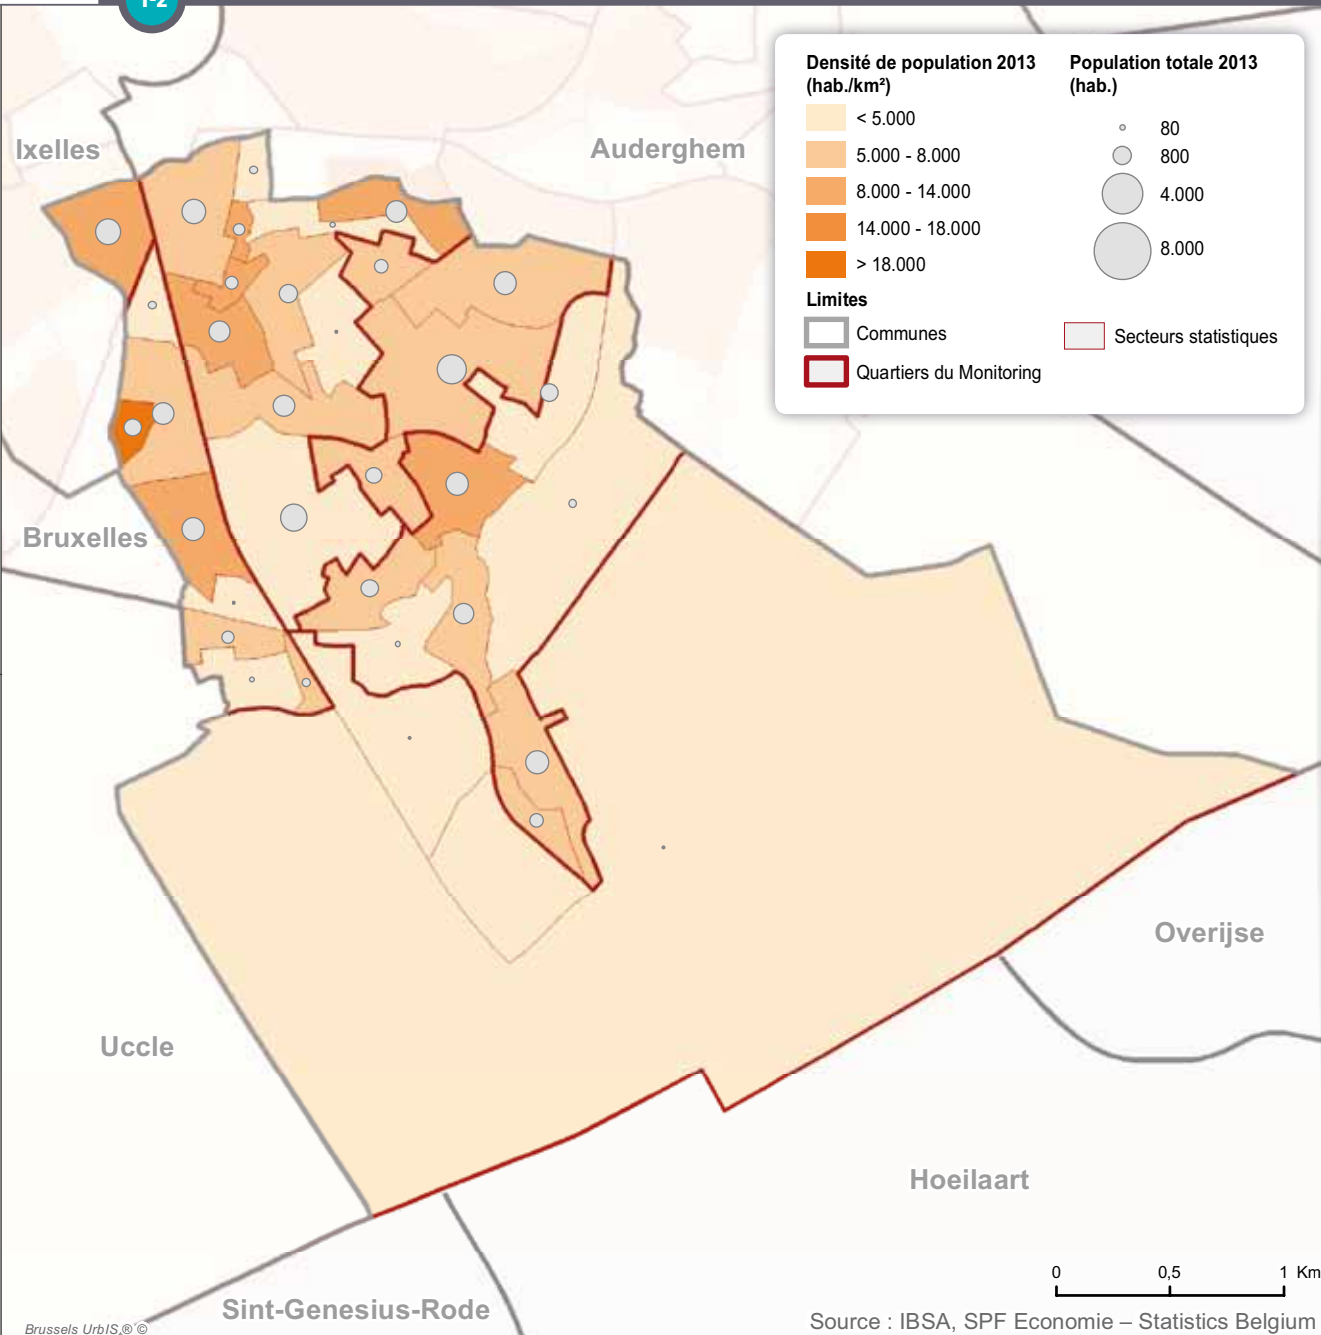 1-2
Densité de population 2013
(hab./km²)
< 5.000
5.000 - 8.000
8.000 - 14.000
14.000 - 18.000
> 18.000
Population totale 2013
(hab.)
80
800
4.000
8.000
Limites
Communes
Quartiers du Monitoring
Secteurs statistiques
Ixelles
Auderghem
Bruxelles
Overijse
Uccle
Hoeilaart
Sint-Genesius-Rode
0 0,5 1 Km
Brussels UrbIS ® ©
Source : IBSA, SPF Economie – Statistics Belgium